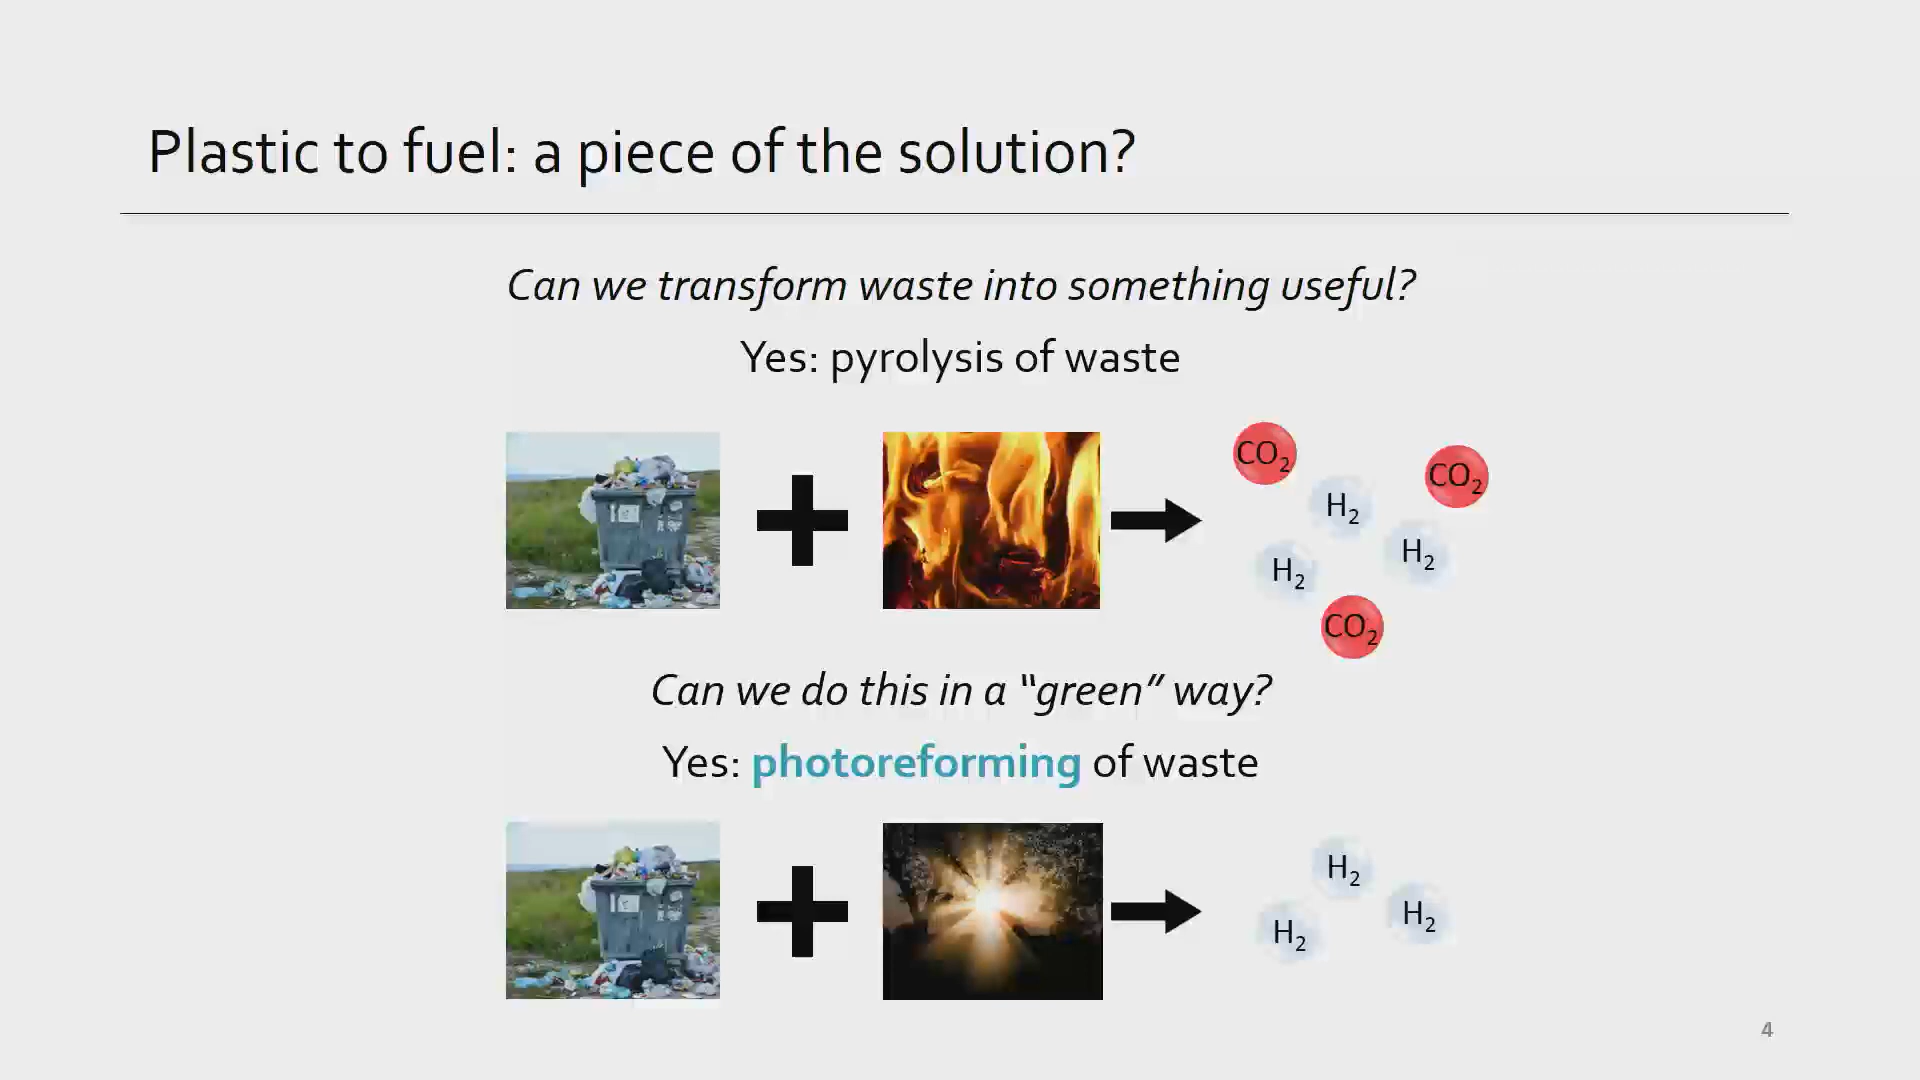 Plastic to fuel: a piece of the solution?
Can we transform waste into something useful?
Yes: pyrolysis of waste
CO₂
CO₂
H₂
H₂
H₂
CO₂
Can we do this in a “green” way?
Yes: photoreforming of waste
H₂
H₂
H₂
4